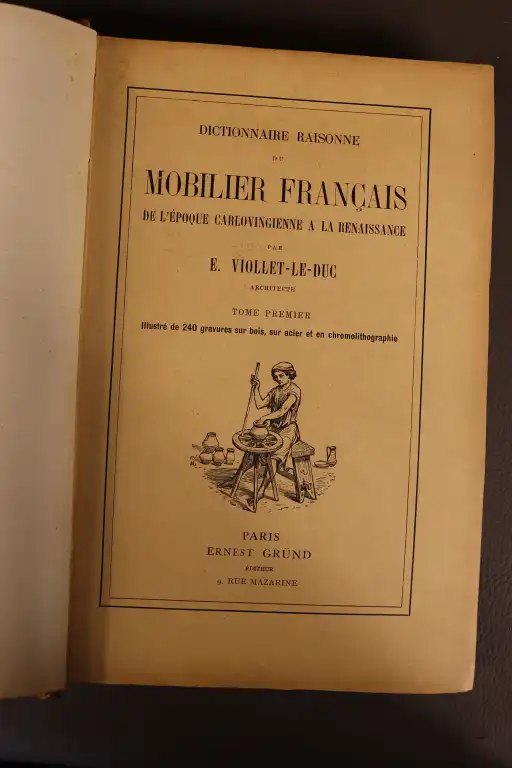 DICTIONNAIRE RAISONNE
DU
MOBILIER FRANÇAIS
DE L'ÉPOQUE CARLOVINGIENNE A LA RENAISSANCE
PAR
E. VIOLLET-LE-DUC
ARCHITECTE
TOME PREMIER
Illustré de 240 gravures sur bois, sur acier et en chromolithographie
PARIS
ERNEST GRÜND
ÉDITEUR
9, RUE MAZARINE